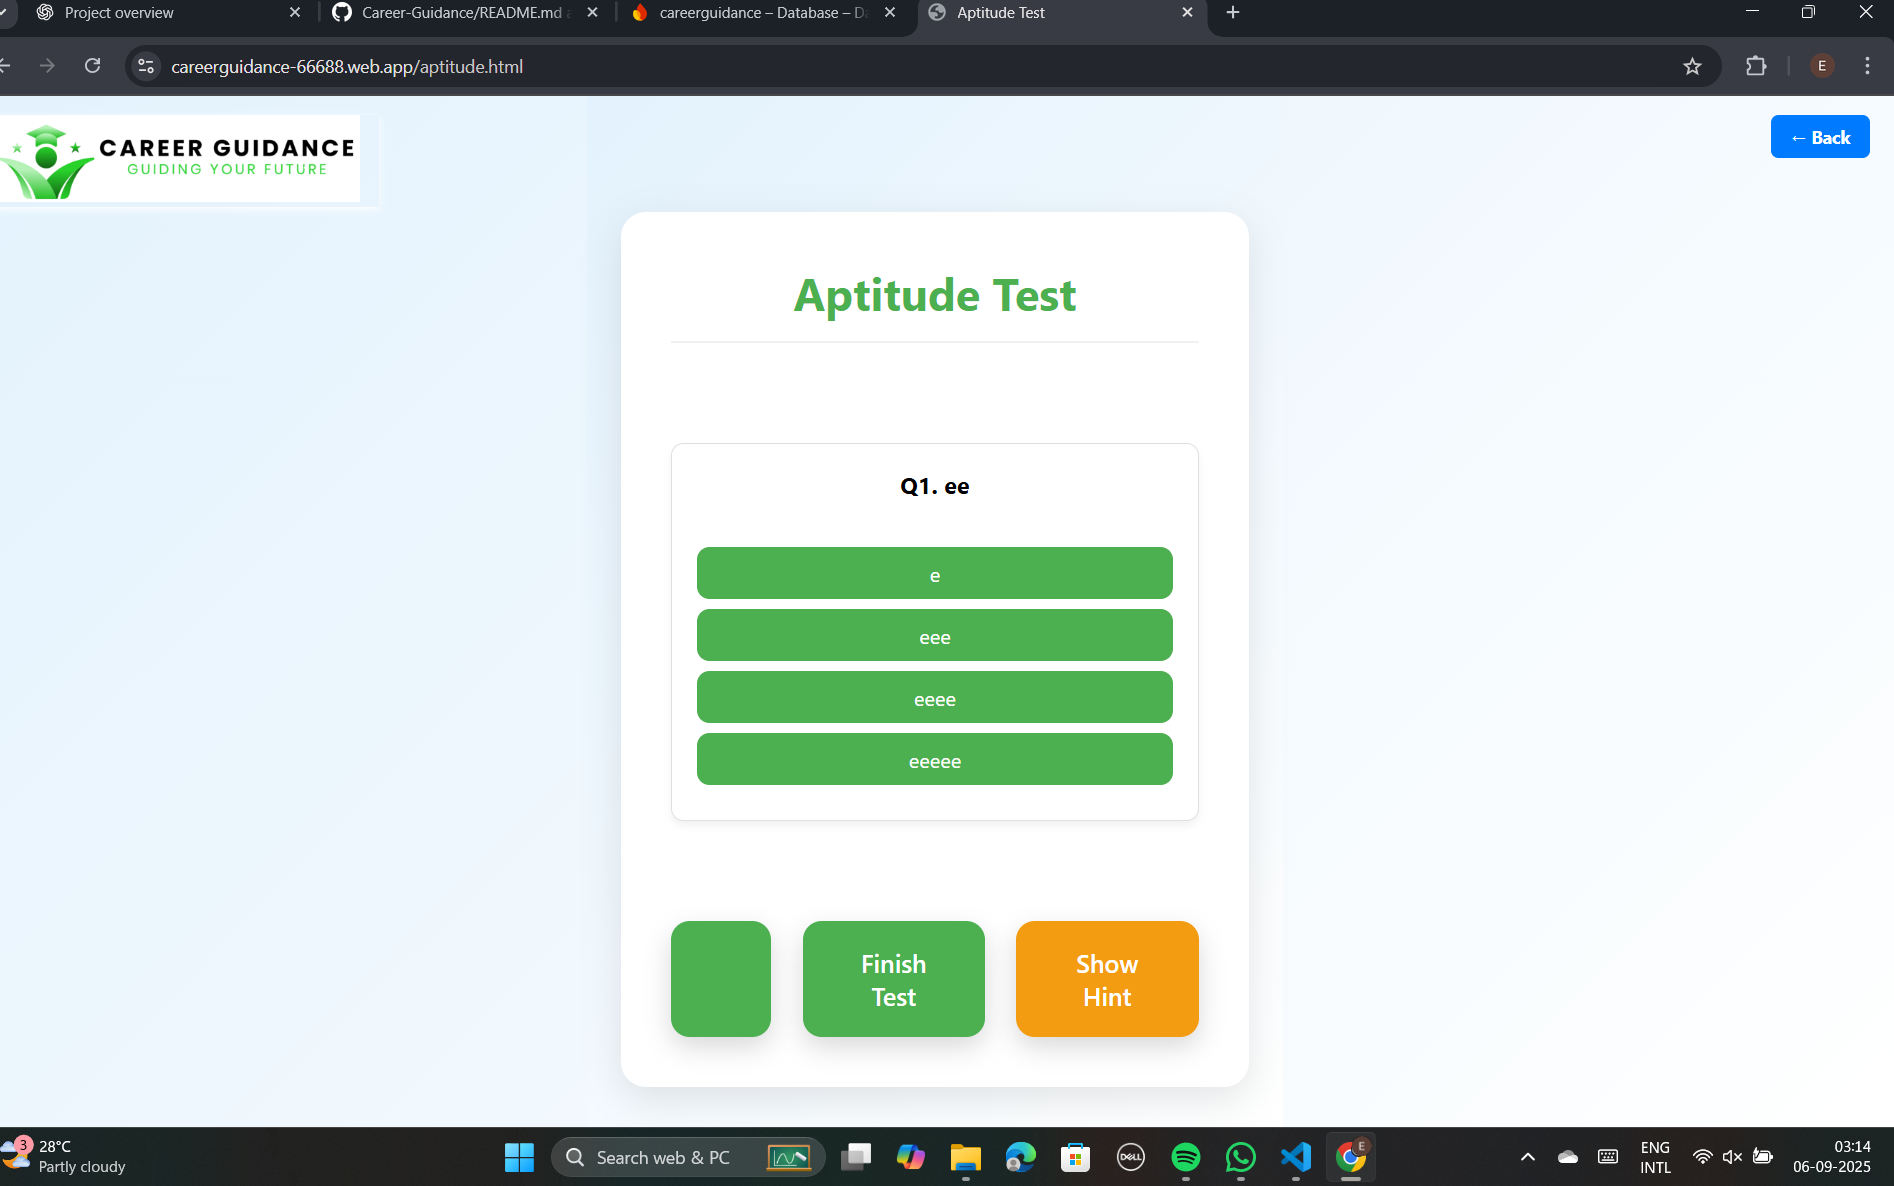 Project overview
Career-Guidance/README.md
careerguidance – Database – Da
Aptitude Test
careerguidance-66688.web.app/aptitude.html
E
CAREER GUIDANCE
GUIDING YOUR FUTURE
← Back
Aptitude Test
Q1. ee
e
eee
eeee
eeeee
Finish
Test
Show
Hint
3
28°C
Partly cloudy
Search web & PC
DELL
E
ENG
INTL
03:14
06-09-2025